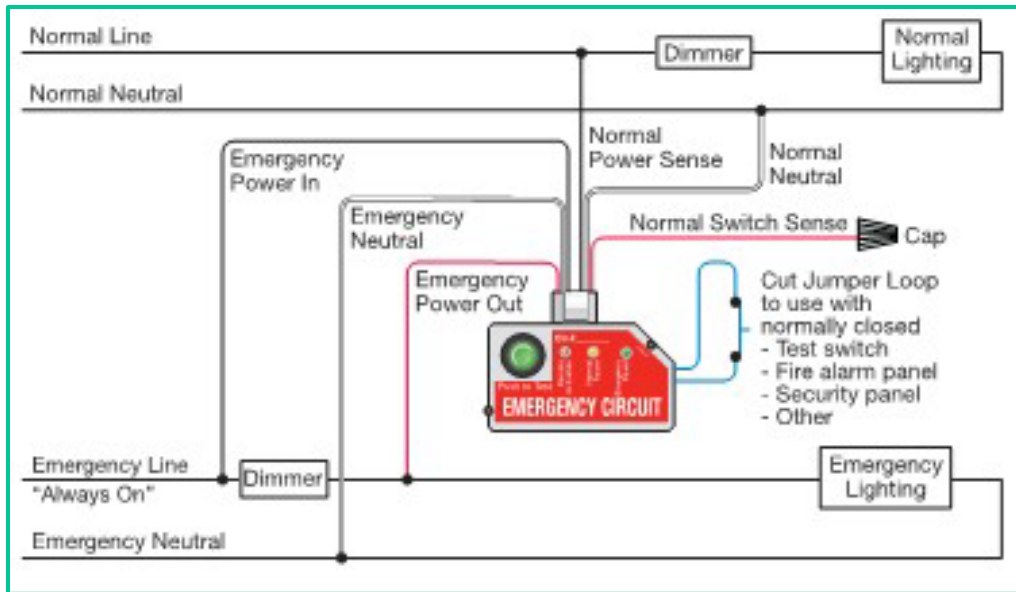 Normal Line
Dimmer
Normal
Lighting
Normal Neutral
Emergency
Power In
Normal
Power Sense
Normal
Neutral
Emergency
Neutral
Normal Switch Sense
Cap
Emergency
Power Out
Cut Jumper Loop
to use with
normally closed
- Test switch
- Fire alarm panel
- Security panel
- Other
Push to Test
EMERGENCY CIRCUIT
Emergency Line
"Always On"
Dimmer
Emergency
Lighting
Emergency Neutral